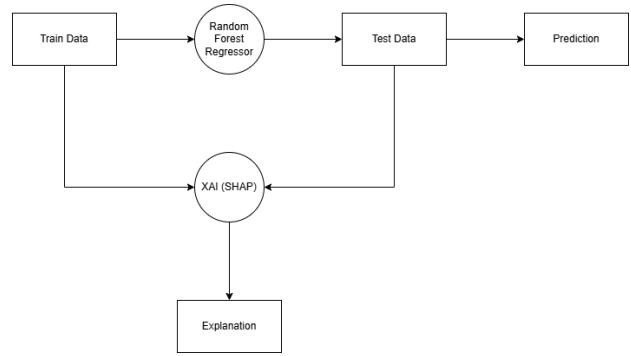 Train Data
Random
Forest
Regressor
Test Data
Prediction
XAI (SHAP)
Explanation